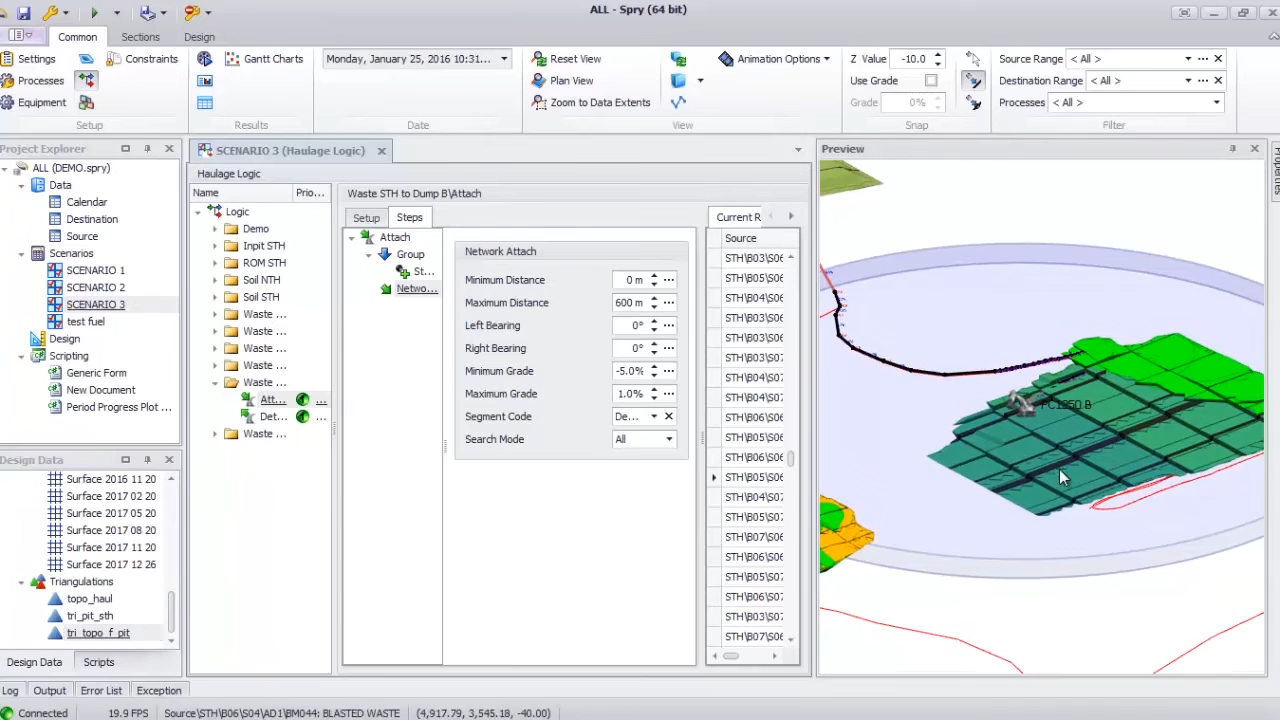 ALL - Spry (64 bit)
Common Sections Design
Settings Constraints
Processes
Equipment
Setup
Gantt Charts
Results
Monday, January 25, 2016 10:31...
Date
Reset View
Plan View
Zoom to Data Extents
Animation Options
View
Z Value -10.0
Use Grade
Grade: 0%
Snap
Source Range < All >
Destination Range < All >
Processes < All >
Filter
Project Explorer
ALL (DEMO.spry)
Data
Calendar
Destination
Source
Scenarios
SCENARIO 1
SCENARIO 2
SCENARIO 3
test fuel
Design
Scripting
Generic Form
New Document
Period Progress Plot ...
Design Data
Surface 2016 11 20
Surface 2017 02 20
Surface 2017 05 20
Surface 2017 08 20
Surface 2017 11 20
Surface 2017 12 26
Triangulations
topo_haul
tri_pit_sth
tri_topo_f_pit
Design Data Scripts
SCENARIO 3 (Haulage Logic)
Haulage Logic
Name Prio...
Logic
Demo
Inpit STH
ROM STH
Soil NTH
Soil STH
Waste ...
Waste ...
Waste ...
Waste ...
Waste ...
Att... ...
Det... ...
Waste ...
Waste STH to Dump B\Attach
Setup Steps
Attach
Group
St...
Netwo...
Network Attach
Minimum Distance 0 m
Maximum Distance 600 m
Left Bearing 0°
Right Bearing 0°
Minimum Grade -5.0%
Maximum Grade 1.0%
Segment Code De...
Search Mode All
Current R
Source
STH\B03\S06
STH\B05\S06
STH\B04\S06
STH\B03\S06
STH\B03\S06
STH\B03\S07
STH\B04\S07
STH\B04\S07
STH\B06\S06
STH\B05\S06
STH\B06\S06
STH\B05\S06
STH\B04\S07
STH\B05\S07
STH\B07\S06
STH\B06\S06
STH\B05\S07
STH\B06\S06
STH\B06\S07
STH\B03\S07
STH\B07\S06
Preview
PC1250 B
Properties
Log Output Error List Exception
Connected 19.9 FPS Source\STH\B06\S04\AD1\BM044: BLASTED WASTE (4,917.79, 3,545.18, -40.00)